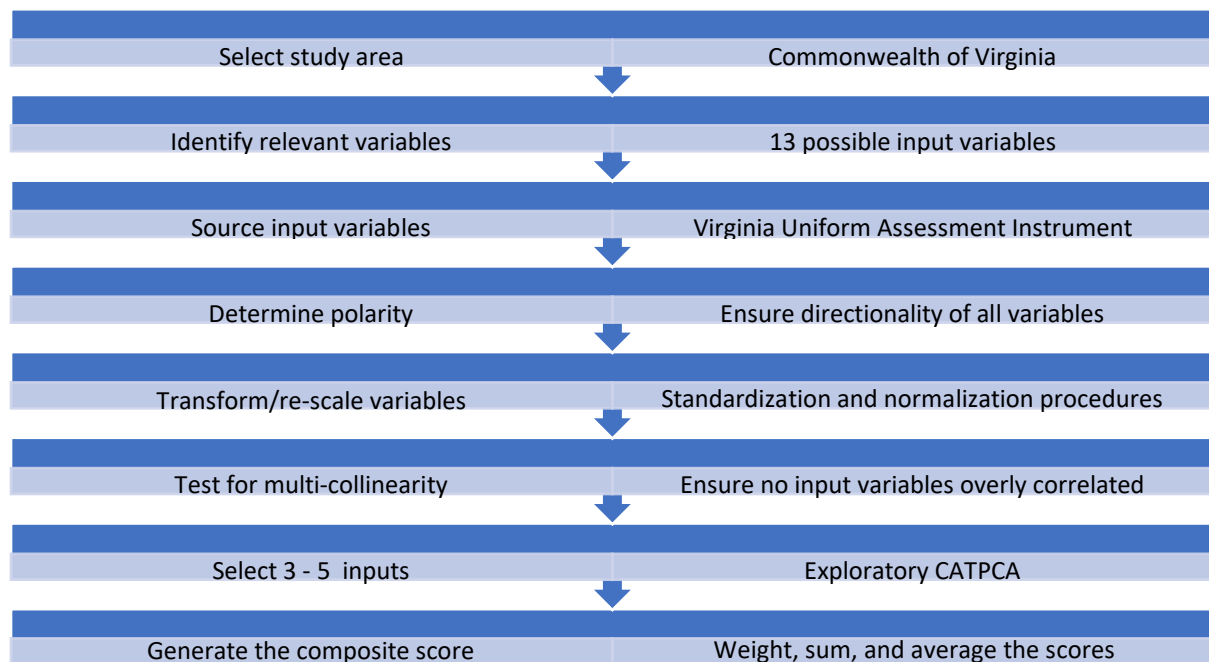 Select study area
Commonwealth of Virginia
Identify relevant variables
13 possible input variables
Source input variables
Virginia Uniform Assessment Instrument
Determine polarity
Ensure directionality of all variables
Transform/re-scale variables
Standardization and normalization procedures
Test for multi-collinearity
Ensure no input variables overly correlated
Select 3 - 5 inputs
Exploratory CATPCA
Generate the composite score
Weight, sum, and average the scores